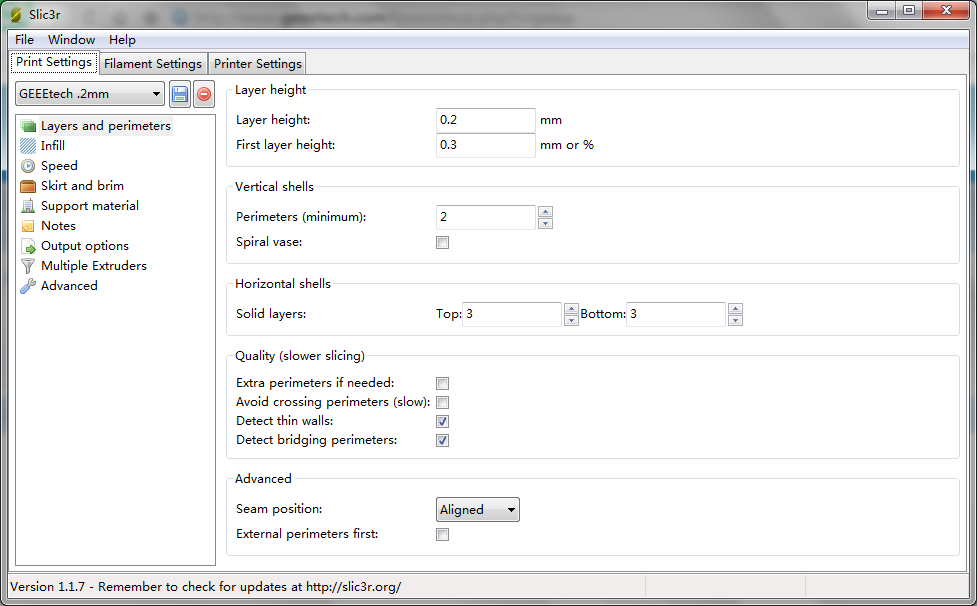 Slic3r
File Window Help
Print Settings Filament Settings Printer Settings
GEEEtech .2mm
Layers and perimeters
Infill
Speed
Skirt and brim
Support material
Notes
Output options
Multiple Extruders
Advanced
Layer height
Layer height: 0.2 mm
First layer height: 0.3 mm or %
Vertical shells
Perimeters (minimum): 2
Spiral vase:
Horizontal shells
Solid layers: Top: 3 Bottom: 3
Quality (slower slicing)
Extra perimeters if needed:
Avoid crossing perimeters (slow):
Detect thin walls:
Detect bridging perimeters:
Advanced
Seam position: Aligned
External perimeters first:
Version 1.1.7 - Remember to check for updates at http://slic3r.org/